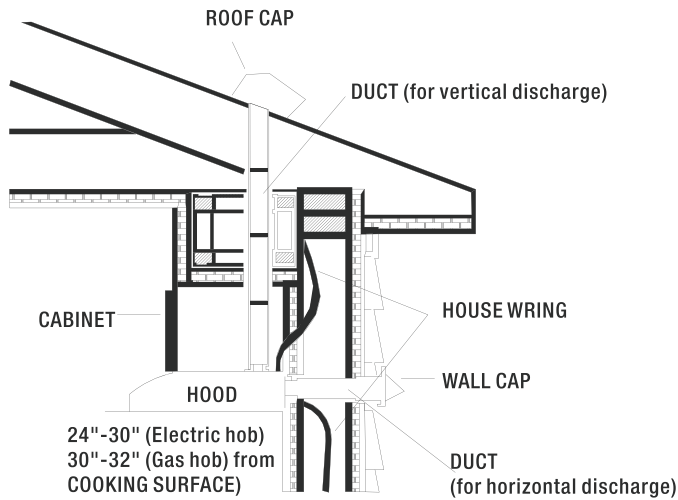 ROOF CAP
DUCT (for vertical discharge)
CABINET
HOUSE WRING
HOOD
WALL CAP
24"-30" (Electric hob)
30"-32" (Gas hob) from
COOKING SURFACE)
DUCT
(for horizontal discharge)